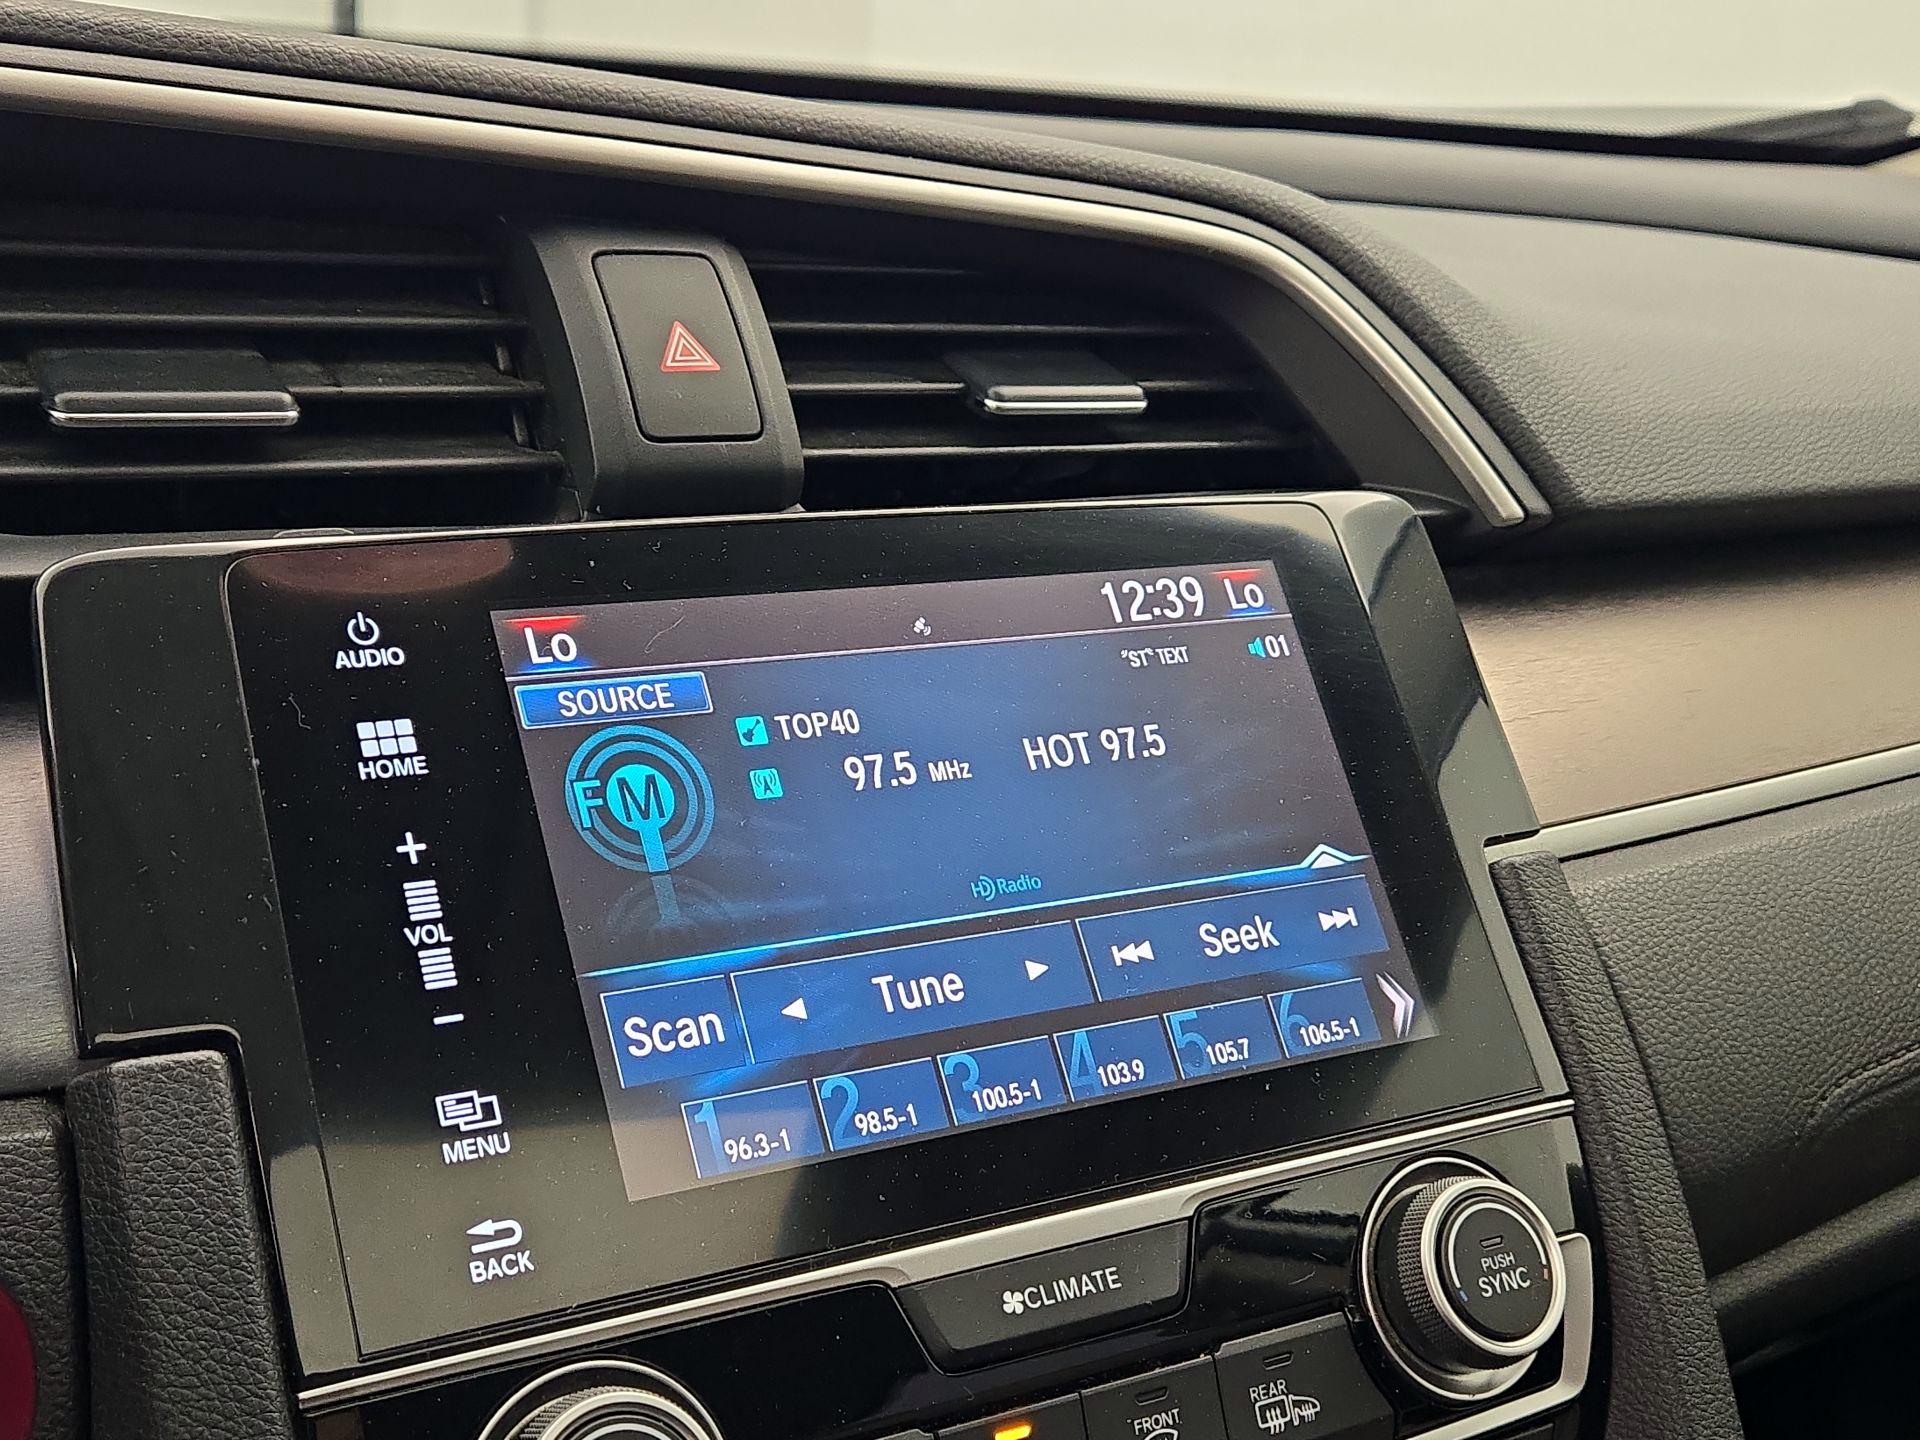 AUDIO
HOME
+
VOL
-
MENU
BACK
Lo
12:39 Lo
"ST" TEXT
01
SOURCE
FM
TOP40
97.5 MHz HOT 97.5
HD Radio
Scan
Tune
Seek
1 96.3-1
2 98.5-1
3 100.5-1
4 103.9
5 105.7
6 106.5-1
CLIMATE
PUSH
SYNC
FRONT
REAR